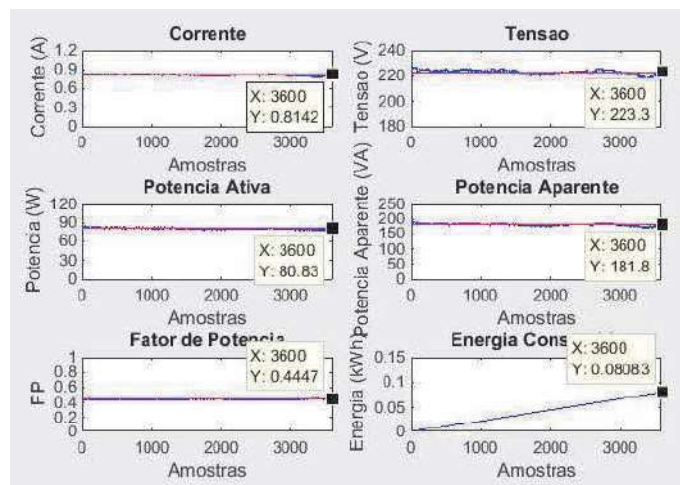 Corrente
Corrente (A)
1.2
0.9
0.6
0.3
0
X: 3600
Y: 0.8142
0 1000 2000 3000
Amostras
Tensao
Tensao (V)
240
220
200
180
X: 3600
Y: 223.3
0 1000 2000 3000
Amostras
Potencia Ativa
Potencia (W)
120
90
60
30
0
X: 3600
Y: 80.83
0 1000 2000 3000
Amostras
Potencia Aparente
Potencia Aparente (VA)
250
200
150
100
50
0
X: 3600
Y: 181.8
0 1000 2000 3000
Amostras
Fator de Potencia
FP
1
0.8
0.6
0.4
0.2
0
X: 3600
Y: 0.4447
0 1000 2000 3000
Amostras
Energia Cons
Energia (kWh)
0.15
0.1
0.05
0
X: 3600
Y: 0.08083
0 1000 2000 3000
Amostras